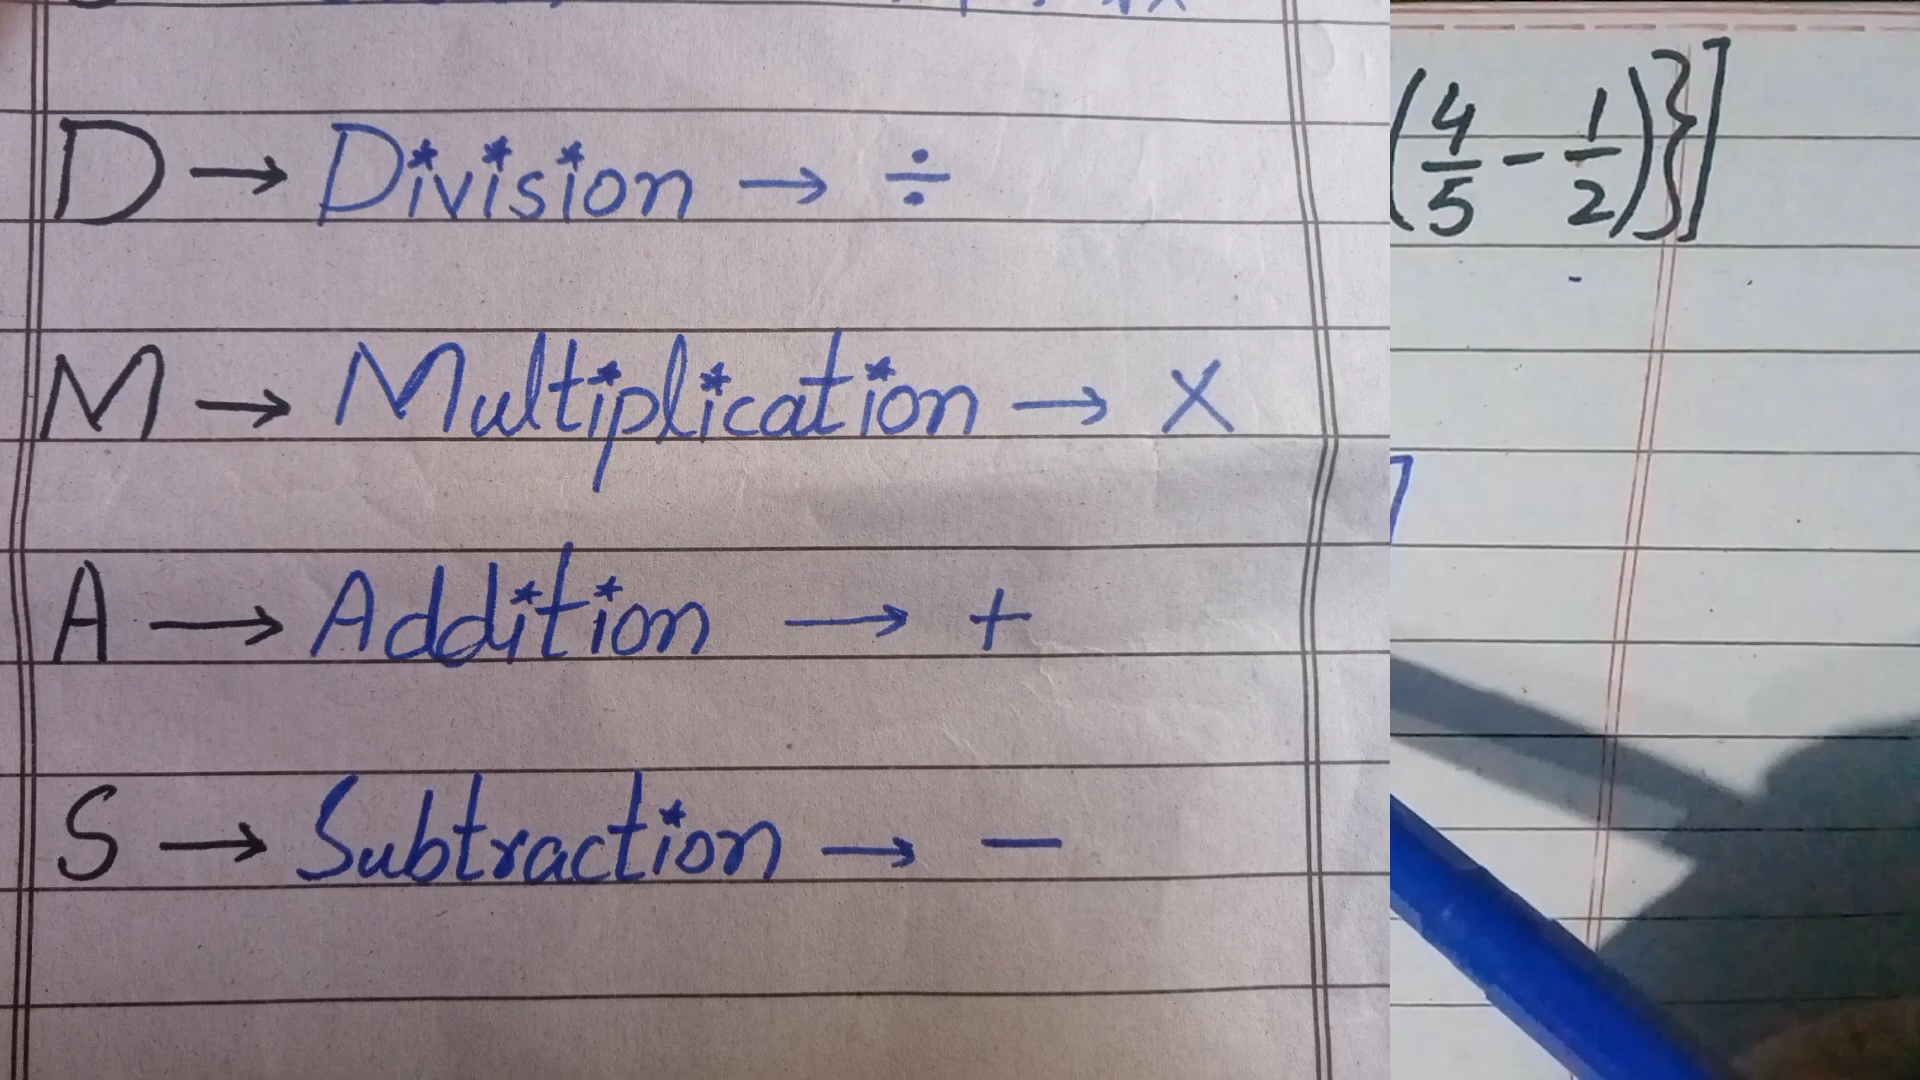 D → Division → ÷
M → Multiplication → ×
A → Addition → +
S → Subtraction → −
(4/5 − 1/2)}]